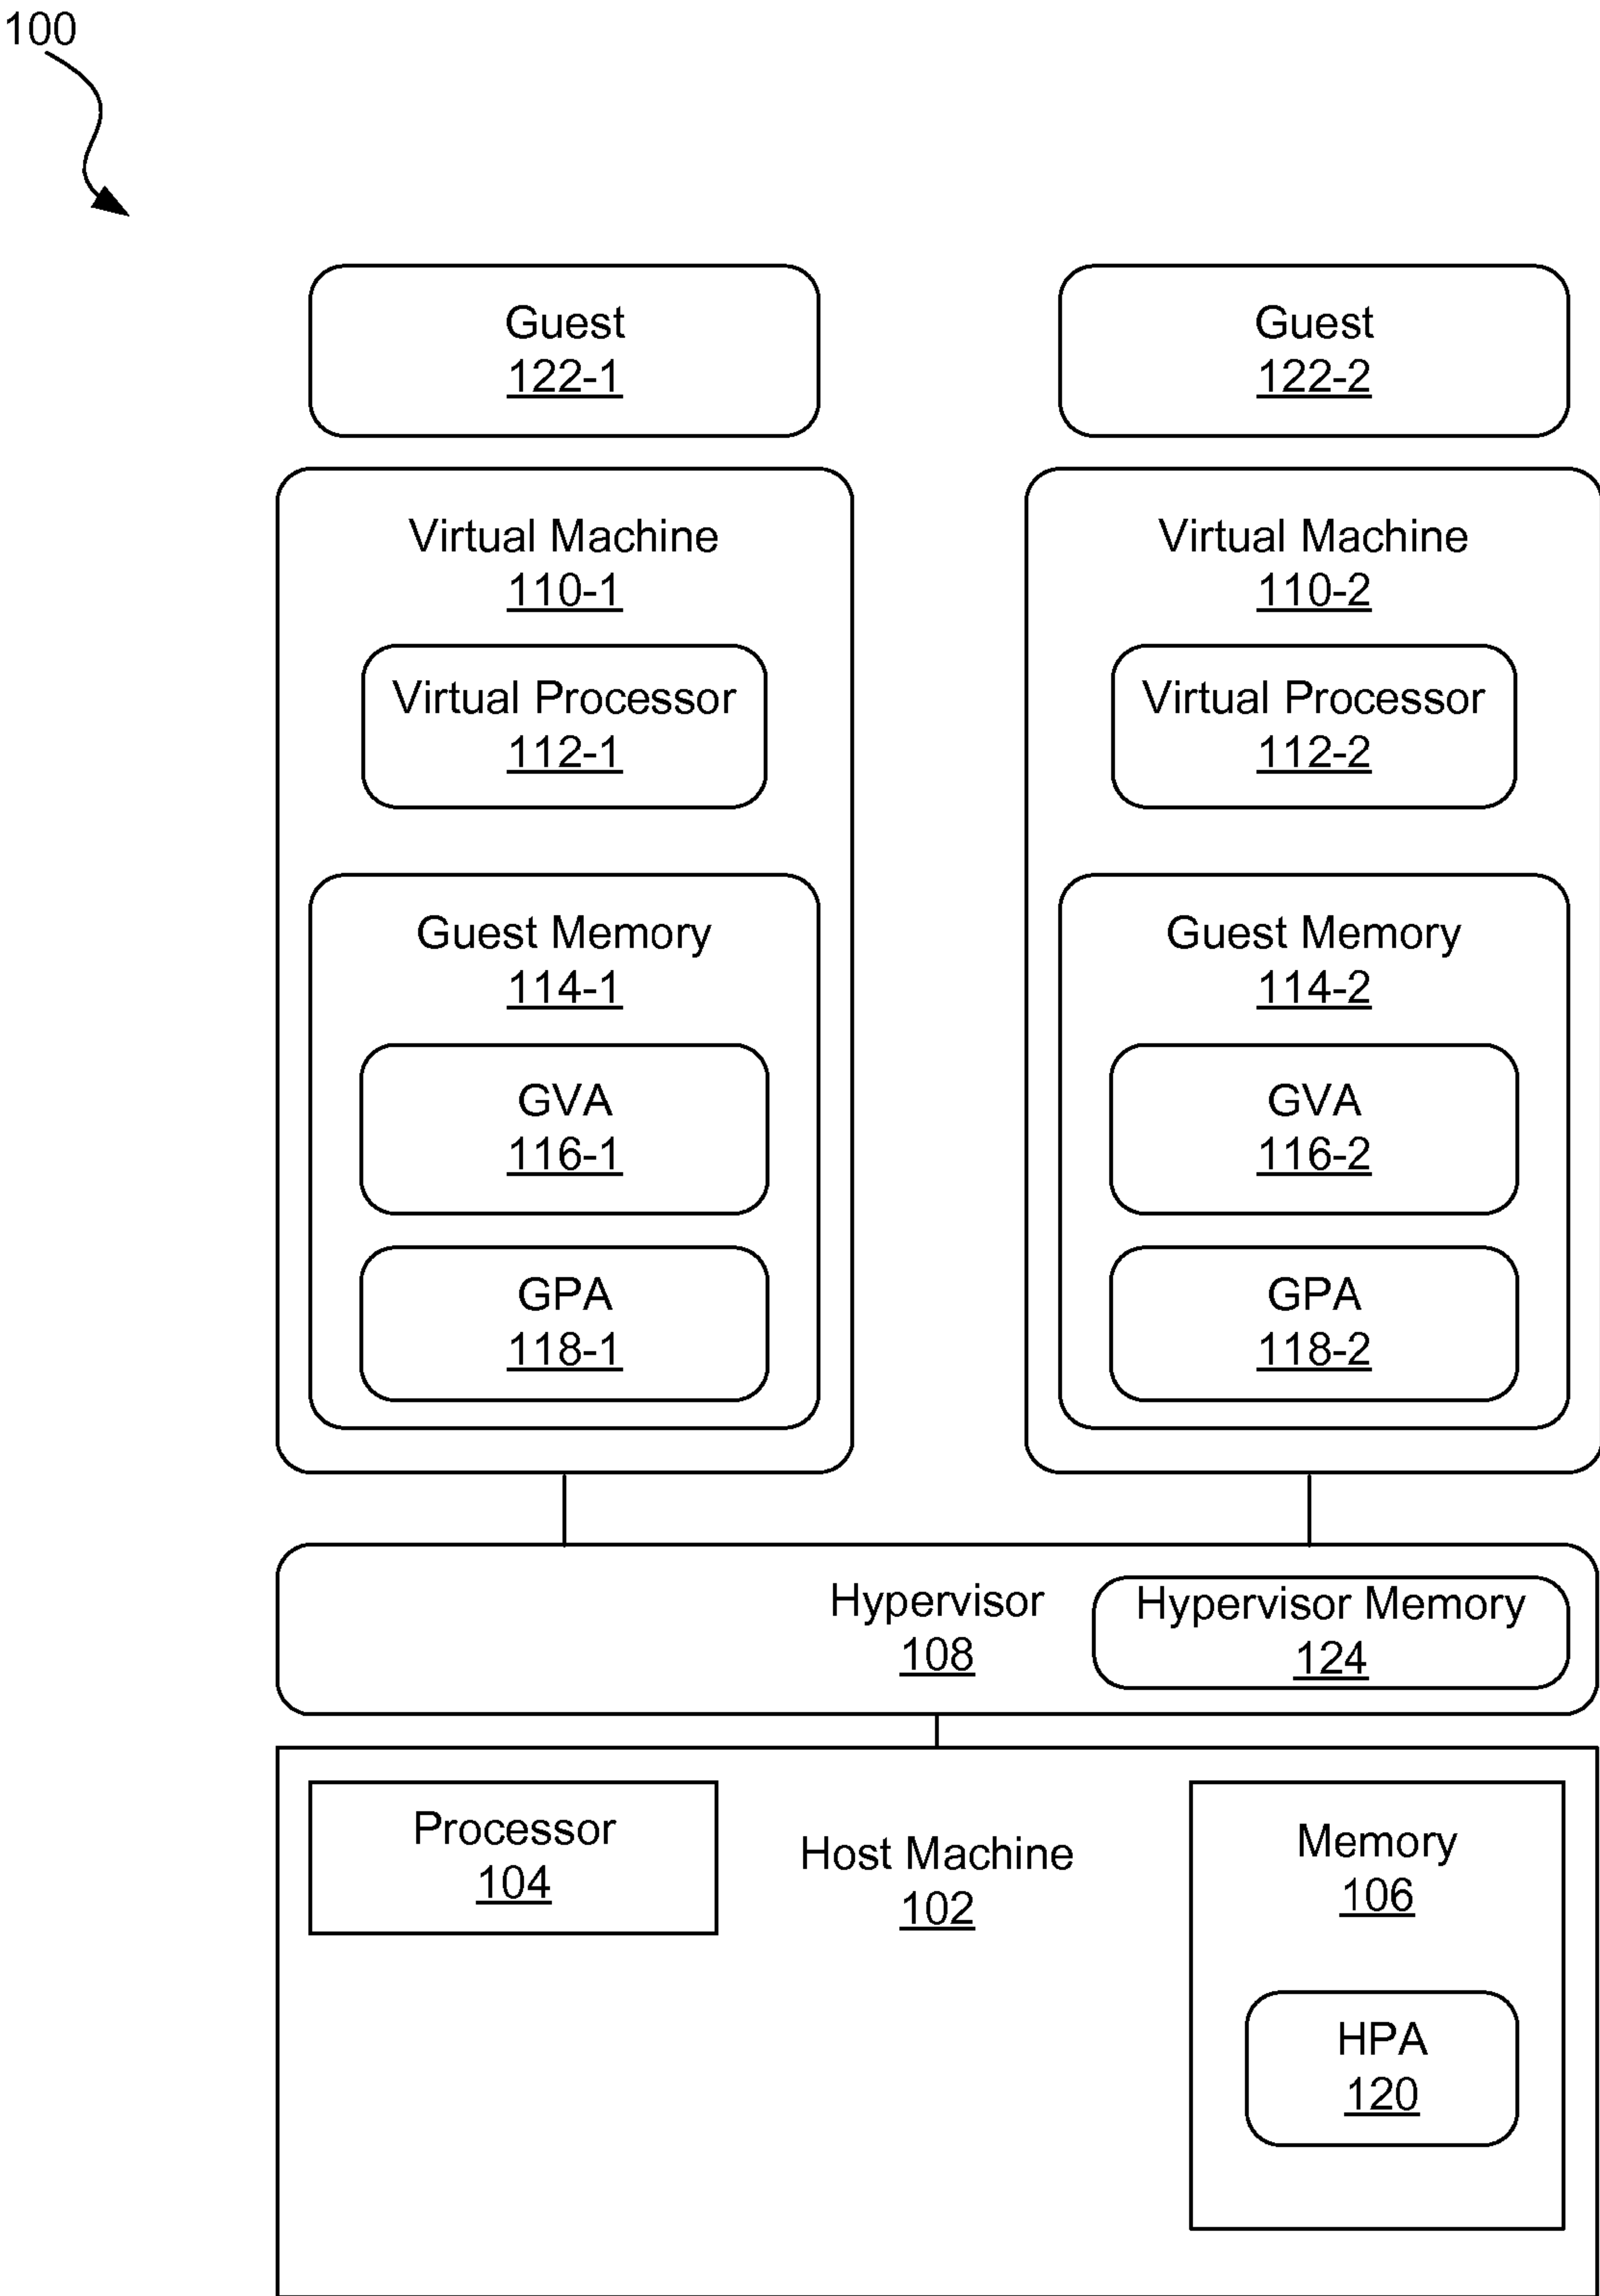 100
Guest
122-1
Guest
122-2
Virtual Machine
110-1
Virtual Processor
112-1
Guest Memory
114-1
GVA
116-1
GPA
118-1
Virtual Machine
110-2
Virtual Processor
112-2
Guest Memory
114-2
GVA
116-2
GPA
118-2
Hypervisor
108
Hypervisor Memory
124
Processor
104
Host Machine
102
Memory
106
HPA
120